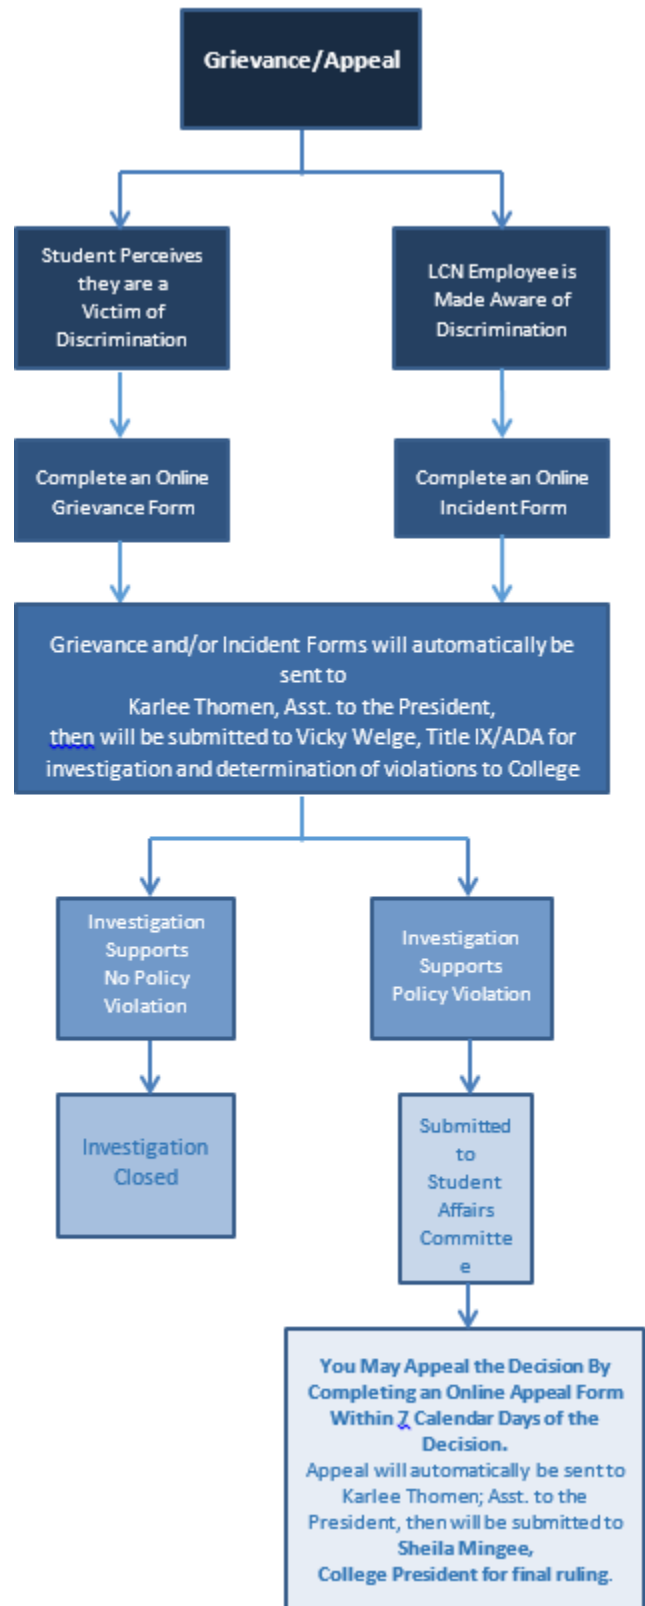 Grievance/Appeal
Student Perceives
they are a
Victim of
Discrimination
LCN Employee is
Made Aware of
Discrimination
Complete an Online
Grievance Form
Complete an Online
Incident Form
Grievance and/or Incident Forms will automatically be
sent to
Karlee Thomen, Asst. to the President,
then will be submitted to Vicky Welge, Title IX/ADA for
investigation and determination of violations to College
Investigation
Supports
No Policy
Violation
Investigation
Supports
Policy Violation
Investigation
Closed
Submitted
to
Student
Affairs
Committe
e
You May Appeal the Decision By
Completing an Online Appeal Form
Within 7 Calendar Days of the
Decision.
Appeal will automatically be sent to
Karlee Thomen; Asst. to the
President, then will be submitted to
Sheila Mingee,
College President for final ruling.